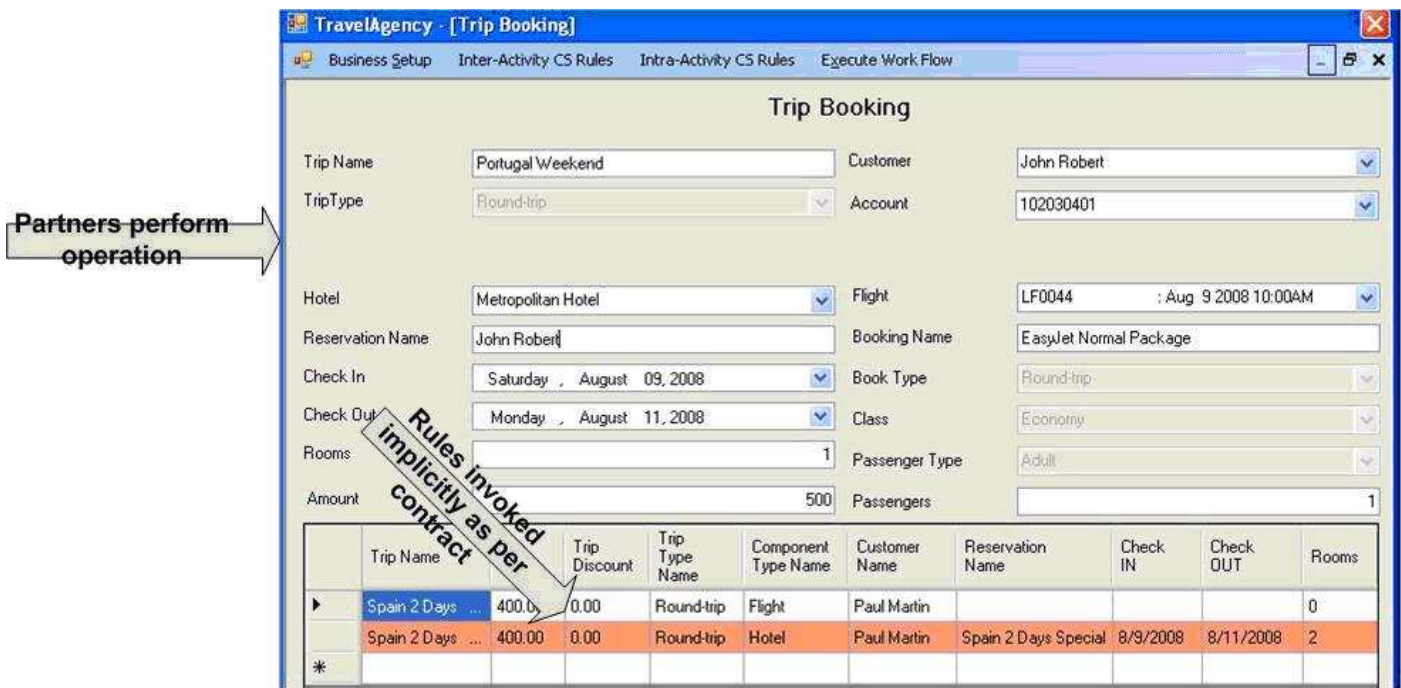 TravelAgency - [Trip Booking]
Business Setup Inter-Activity CS Rules Intra-Activity CS Rules Execute Work Flow
Trip Booking
Trip Name Portugal Weekend Customer John Robert
TripType Round-trip Account 102030401
Partners perform
operation
Hotel Metropolitan Hotel Flight LF0044 : Aug 9 2008 10:00AM
Reservation Name John Robert Booking Name EasyJet Normal Package
Check In Saturday , August 09, 2008 Book Type Round-trip
Check Out Monday , August 11, 2008 Class Economy
Rooms 1 Passenger Type Adult
Amount 500 Passengers 1
Rules invoked
implicitly as per
contract
Trip Name Trip Discount Trip Type Name Component Type Name Customer Name Reservation Name Check IN Check OUT Rooms
Spain 2 Days ... 400.00 0.00 Round-trip Flight Paul Martin 0
Spain 2 Days ... 400.00 0.00 Round-trip Hotel Paul Martin Spain 2 Days Special 8/9/2008 8/11/2008 2